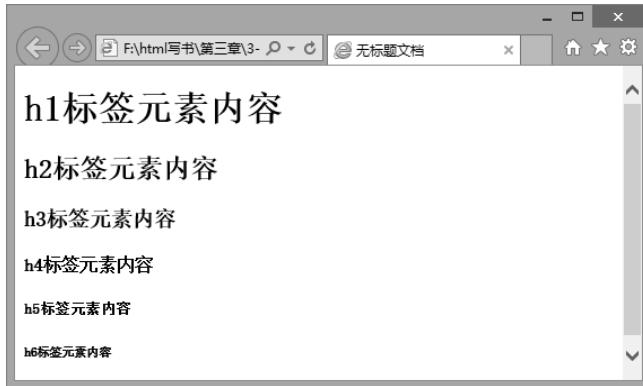 F:\html写书\第三章\3-
无标题文档
h1标签元素内容
h2标签元素内容
h3标签元素内容
h4标签元素内容
h5标签元素内容
h6标签元素内容